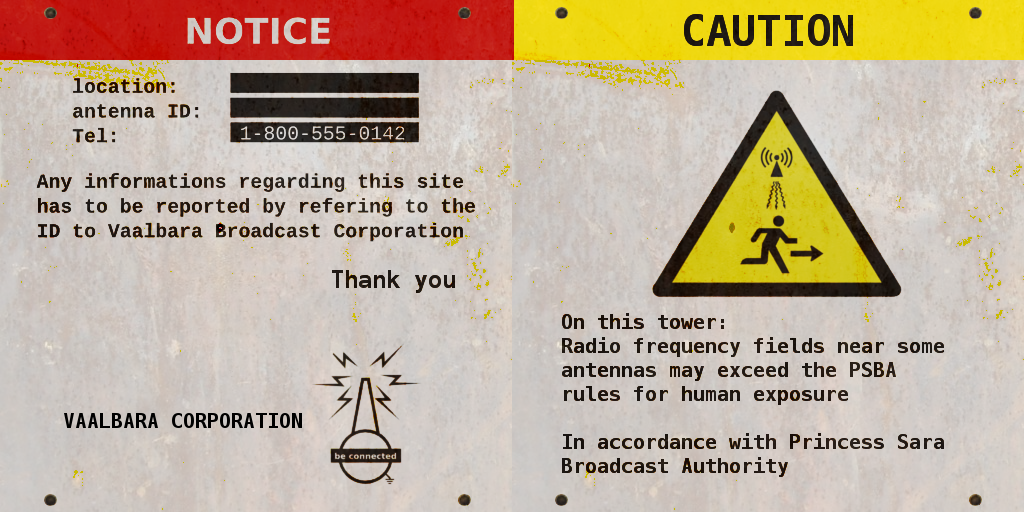 NOTICE
location:
antenna ID:
Tel: 1-800-555-0142
Any informations regarding this site
has to be reported by refering to the
ID to Vaalbara Broadcast Corporation
Thank you
VAALBARA CORPORATION
be connected
CAUTION
On this tower:
Radio frequency fields near some
antennas may exceed the PSBA
rules for human exposure
In accordance with Princess Sara
Broadcast Authority